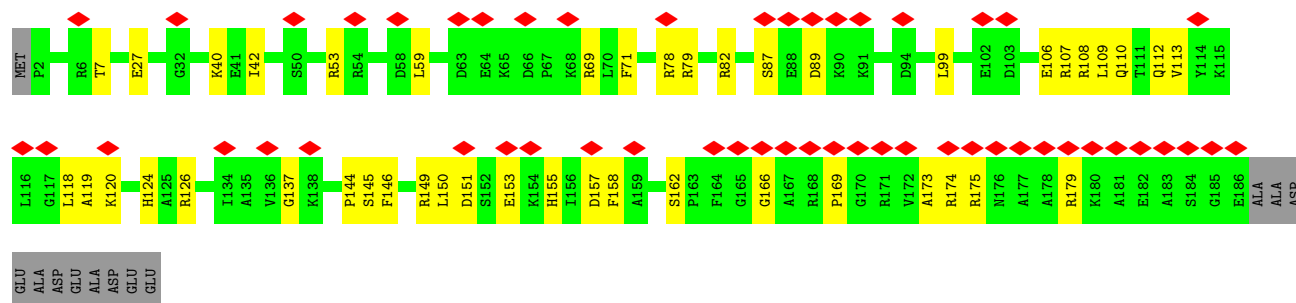 MET P2 R6 T7 E27 G32 K40 E41 I42 S50 R53 R54 D58 L59 D63 E64 K65 D66 P67 K68 R69 L70 F71 R78 R79 R82 S87 E88 D89 K90 K91 D94 L99 E102 D103 E106 R107 R108 L109 Q110 T111 Q112 V113 Y114 K115
L116 G117 L118 A119 K120 H124 A125 R126 I134 A135 V136 G137 K138 P144 S145 F146 R149 L150 D151 S152 E153 K154 H155 I156 D157 F158 A159 S162 P163 F164 G165 G166 A167 R168 P169 G170 R171 V172 A173 R174 R175 N176 A177 A178 R179 K180 A181 E182 A183 S184 G185 E186 ALA ALA ASP
GLU ALA ASP GLU ALA ASP GLU GLU